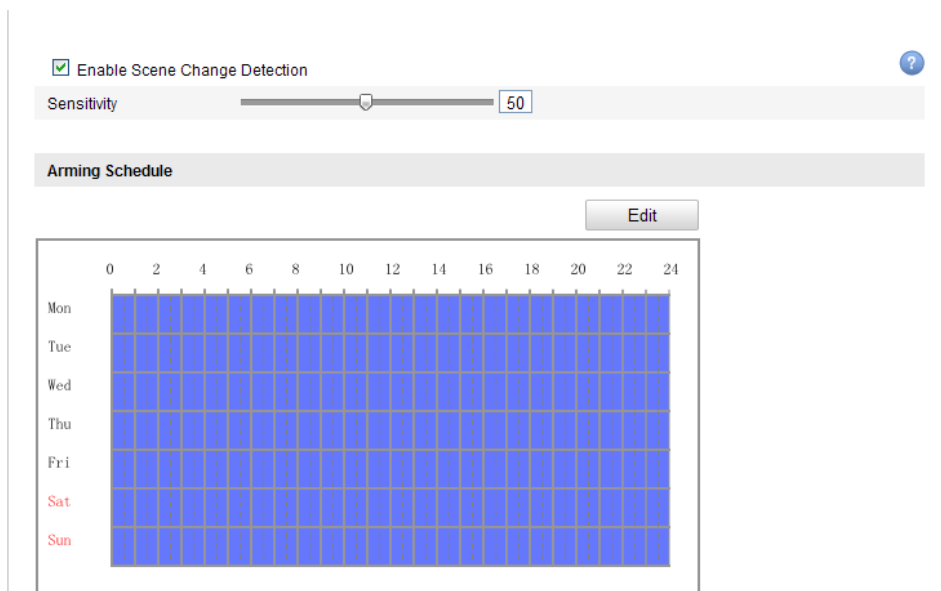 Enable Scene Change Detection
?
Sensitivity 50
Arming Schedule
Edit
0 2 4 6 8 10 12 14 16 18 20 22 24
Mon
Tue
Wed
Thu
Fri
Sat
Sun